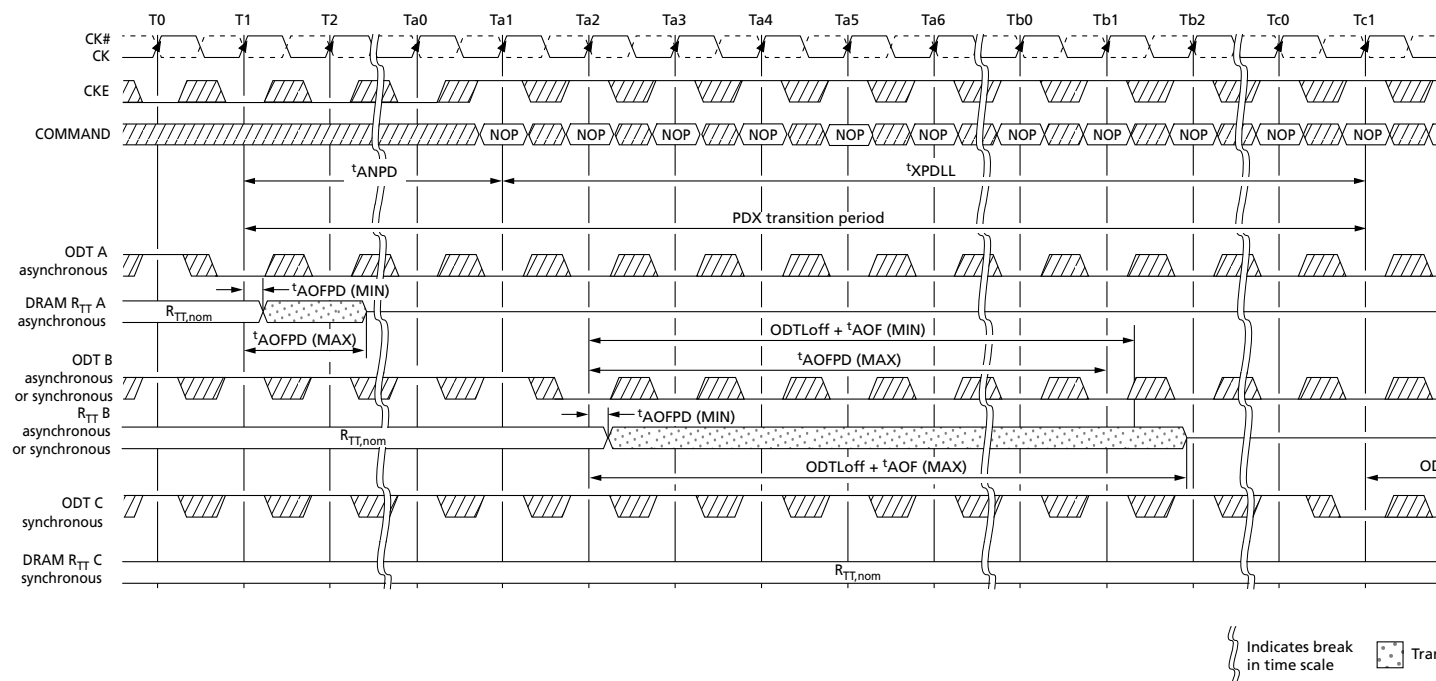 T0 T1 T2 Ta0 Ta1 Ta2 Ta3 Ta4 Ta5 Ta6 Tb0 Tb1 Tb2 Tc0 Tc1
CK#
CK
CKE
COMMAND NOP NOP NOP NOP NOP NOP NOP NOP NOP NOP NOP
tANPD tXPDLL
PDX transition period
ODT A
asynchronous
tAOFPD (MIN)
DRAM RTT A
asynchronous
RTT,nom
tAOFPD (MAX)
ODTLoff + tAOF (MIN)
tAOFPD (MAX)
ODT B
asynchronous
or synchronous
tAOFPD (MIN)
RTT B
asynchronous
or synchronous
RTT,nom
ODTLoff + tAOF (MAX)
OD
ODT C
synchronous
DRAM RTT C
synchronous
RTT,nom
Indicates break
in time scale
Tran